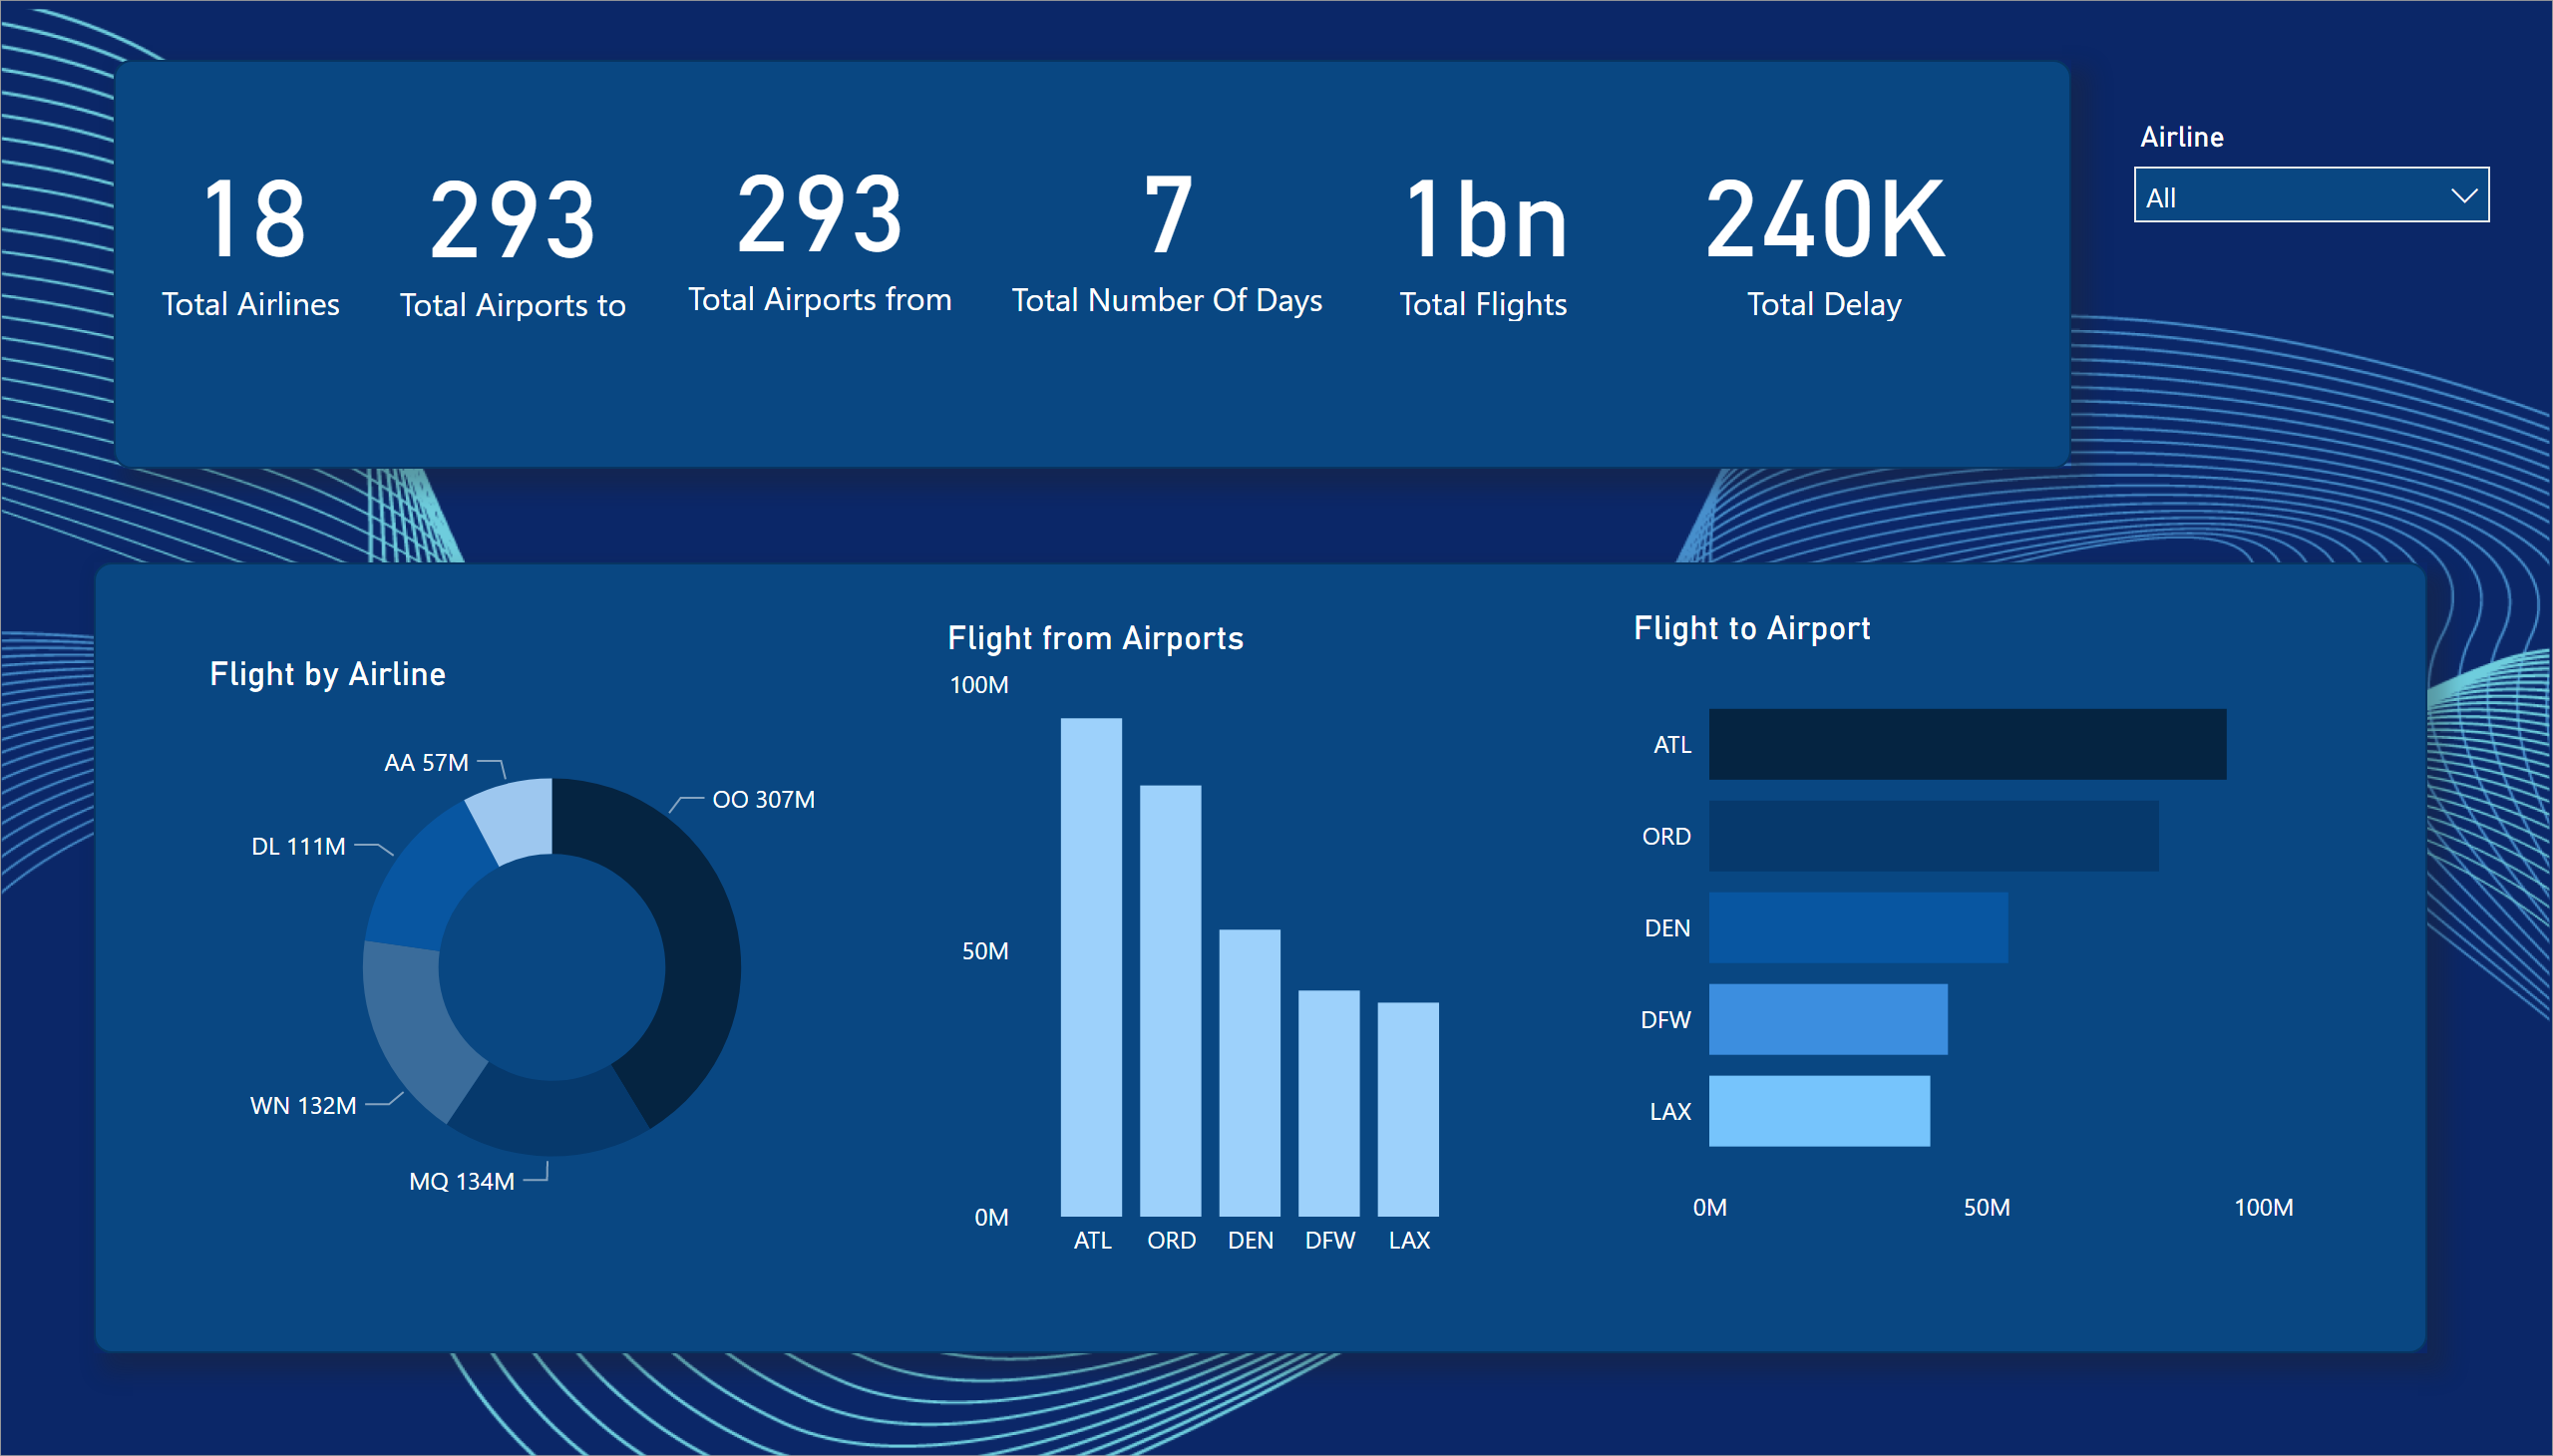 18
Total Airlines
293
Total Airports to
293
Total Airports from
7
Total Number Of Days
1bn
Total Flights
240K
Total Delay
Airline
All
Flight by Airline
AA 57M
OO 307M
DL 111M
WN 132M
MQ 134M
Flight from Airports
100M
50M
0M
ATL ORD DEN DFW LAX
Flight to Airport
ATL
ORD
DEN
DFW
LAX
0M 50M 100M